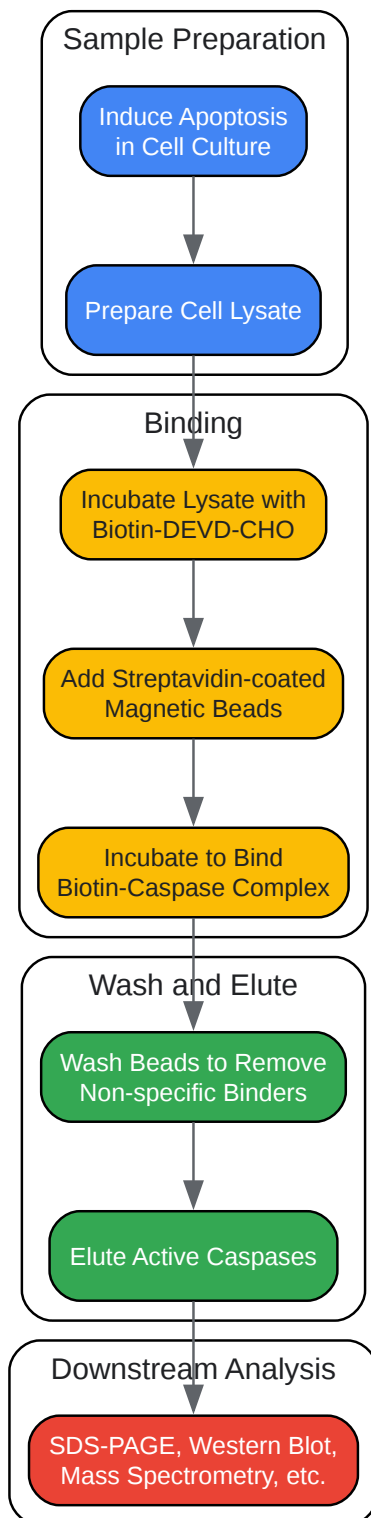 Sample Preparation
Induce Apoptosis
in Cell Culture
Prepare Cell Lysate
Binding
Incubate Lysate with
Biotin-DEVD-CHO
Add Streptavidin-coated
Magnetic Beads
Incubate to Bind
Biotin-Caspase Complex
Wash and Elute
Wash Beads to Remove
Non-specific Binders
Elute Active Caspases
Downstream Analysis
SDS-PAGE, Western Blot,
Mass Spectrometry, etc.